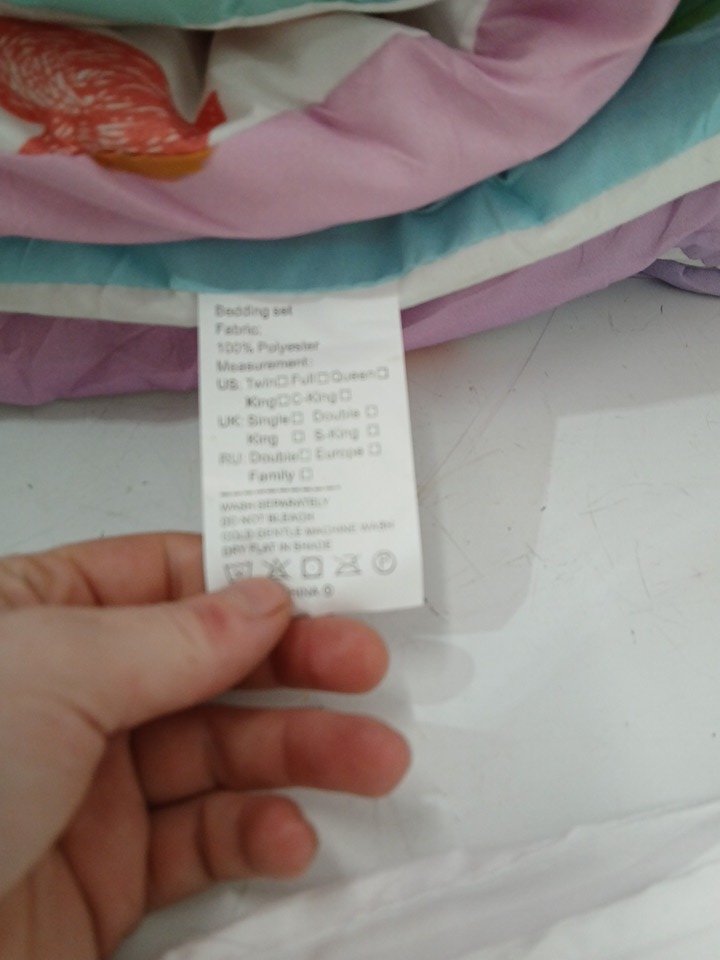 Bedding set
Fabric:
100% Polyester
Measurement:
US: Twin☐ Full☐ Queen☐
King☐ C-King☐
UK: Single☐ Double ☐
King ☐ S-King ☐
RU: Double☐ Europe ☐
Family ☐
WASH SEPARATELY
DO NOT BLEACH
COLD GENTLE MACHINE WASH
DRY FLAT IN SHADE
P